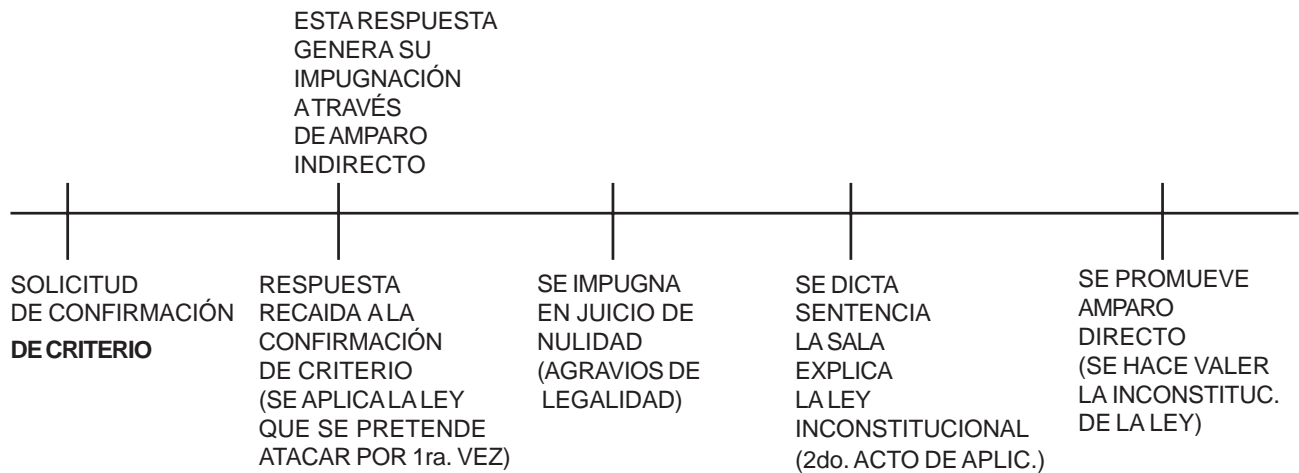 ESTA RESPUESTA
GENERA SU
IMPUGNACIÓN
A TRAVÉS
DE AMPARO
INDIRECTO
SOLICITUD
DE CONFIRMACIÓN
DE CRITERIO
RESPUESTA
RECAIDA A LA
CONFIRMACIÓN
DE CRITERIO
(SE APLICA LA LEY
QUE SE PRETENDE
ATACAR POR 1ra. VEZ)
SE IMPUGNA
EN JUICIO DE
NULIDAD
(AGRAVIOS DE
LEGALIDAD)
SE DICTA
SENTENCIA
LA SALA
EXPLICA
LA LEY
INCONSTITUCIONAL
(2do. ACTO DE APLIC.)
SE PROMUEVE
AMPARO
DIRECTO
(SE HACE VALER
LA INCONSTITUC.
DE LA LEY)